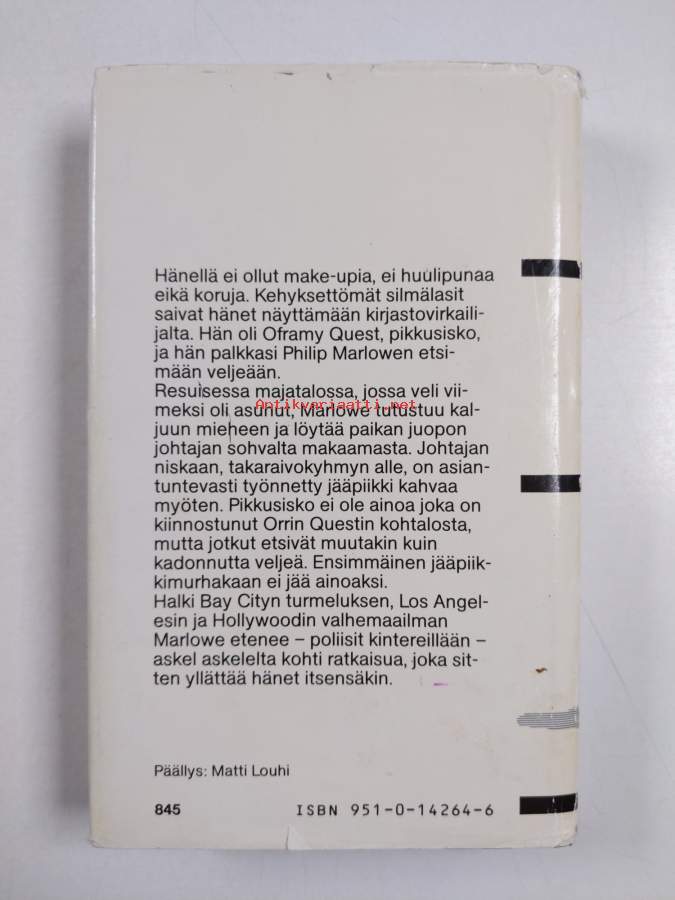 Hänellä ei ollut make-upia, ei huulipunaa
eikä koruja. Kehyksettömät silmälasit
saivat hänet näyttämään kirjastovirkaili-
jalta. Hän oli Oframy Quest, pikkusisko,
ja hän palkkasi Philip Marlowen etsi-
mään veljeään.
Resuisessa majatalossa, jossa veli vii-
meksi oli asunut, Marlowe tutustuu kal-
Antikvariaatti.net
juun mieheen ja löytää paikan juopon
johtajan sohvalta makaamasta. Johtajan
niskaan, takaraivokyhmyn alle, on asian-
tuntevasti työnnetty jääpiikki kahvaa
myöten. Pikkusisko ei ole ainoa joka on
kiinnostunut Orrin Questin kohtalosta,
mutta jotkut etsivät muutakin kuin
kadonnutta veljeä. Ensimmäinen jääpiik-
kimurhakaan ei jää ainoaksi.
Halki Bay Cityn turmeluksen, Los Angel-
esin ja Hollywoodin valhemaailman
Marlowe etenee – poliisit kintereillään –
askel askelelta kohti ratkaisua, joka sit-
ten yllättää hänet itsensäkin.
Päällys: Matti Louhi
845 ISBN 951-0-14264-6